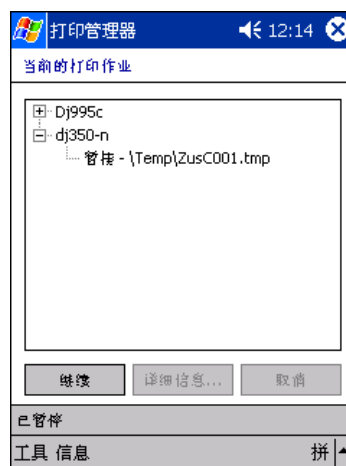 打印管理器 12:14
当前的打印作业
Dj995c
dj350-n
暂停 - \Temp\ZusC001.tmp
继续 详细信息... 取消
已暂停
工具 信息 拼